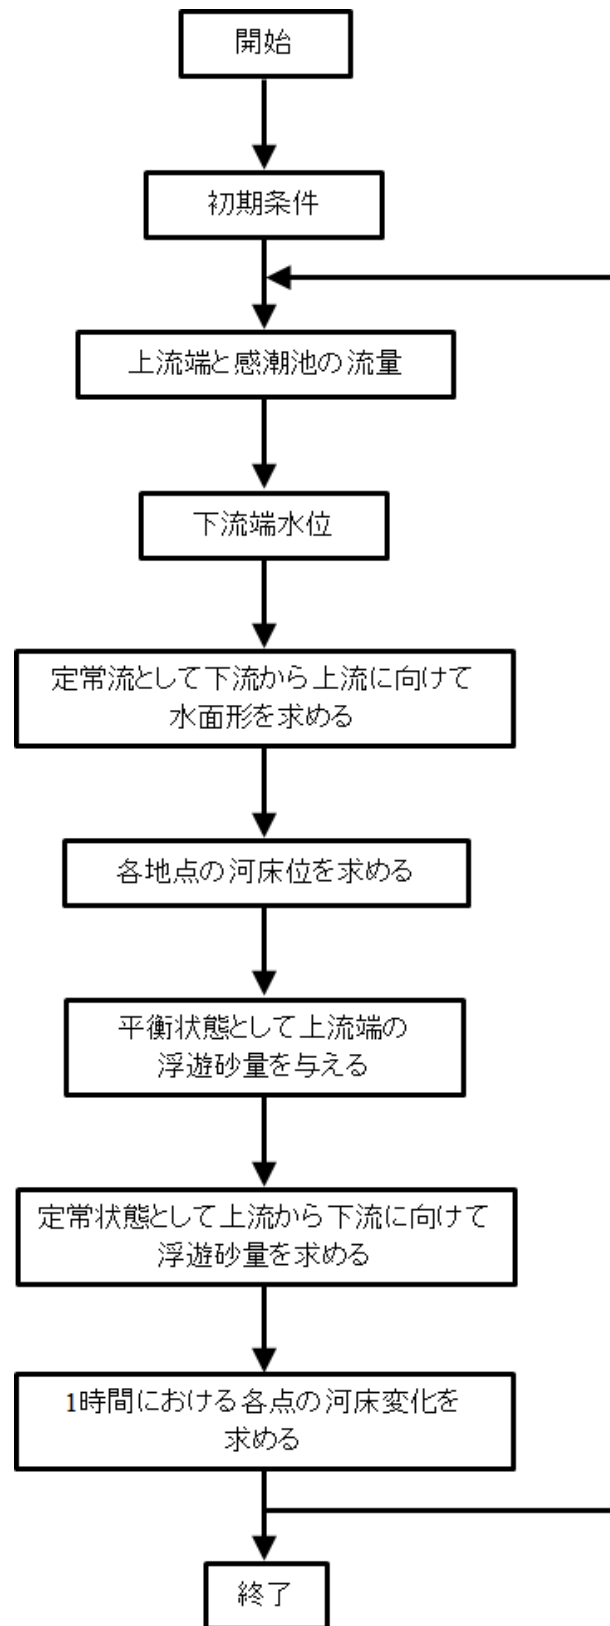 開始
初期条件
上流端と感潮池の流量
下流端水位
定常流として下流から上流に向けて
水面形を求める
各地点の河床位を求める
平衡状態として上流端の
浮遊砂量を与える
定常状態として上流から下流に向けて
浮遊砂量を求める
1時間における各点の河床変化を
求める
終了